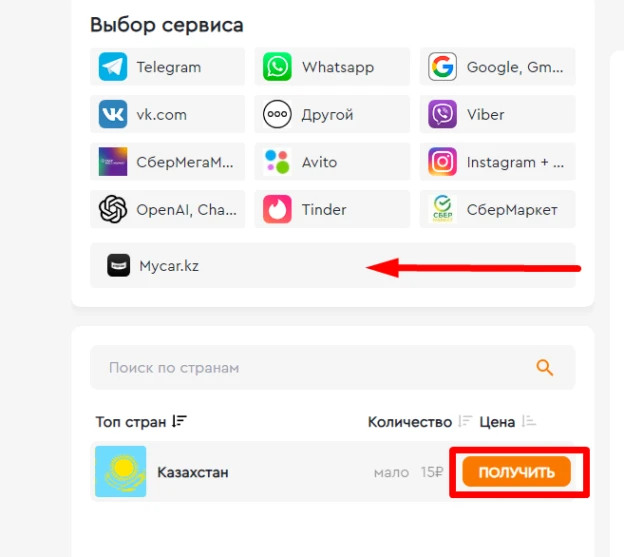 Выбор сервиса
Telegram Whatsapp Google, Gm...
vk.com Другой Viber
СберМегаМ... Avito Instagram + ...
OpenAI, Cha... Tinder СберМаркет
Mycar.kz
Поиск по странам
Топ стран Количество Цена
Казахстан мало 15₽ ПОЛУЧИТЬ